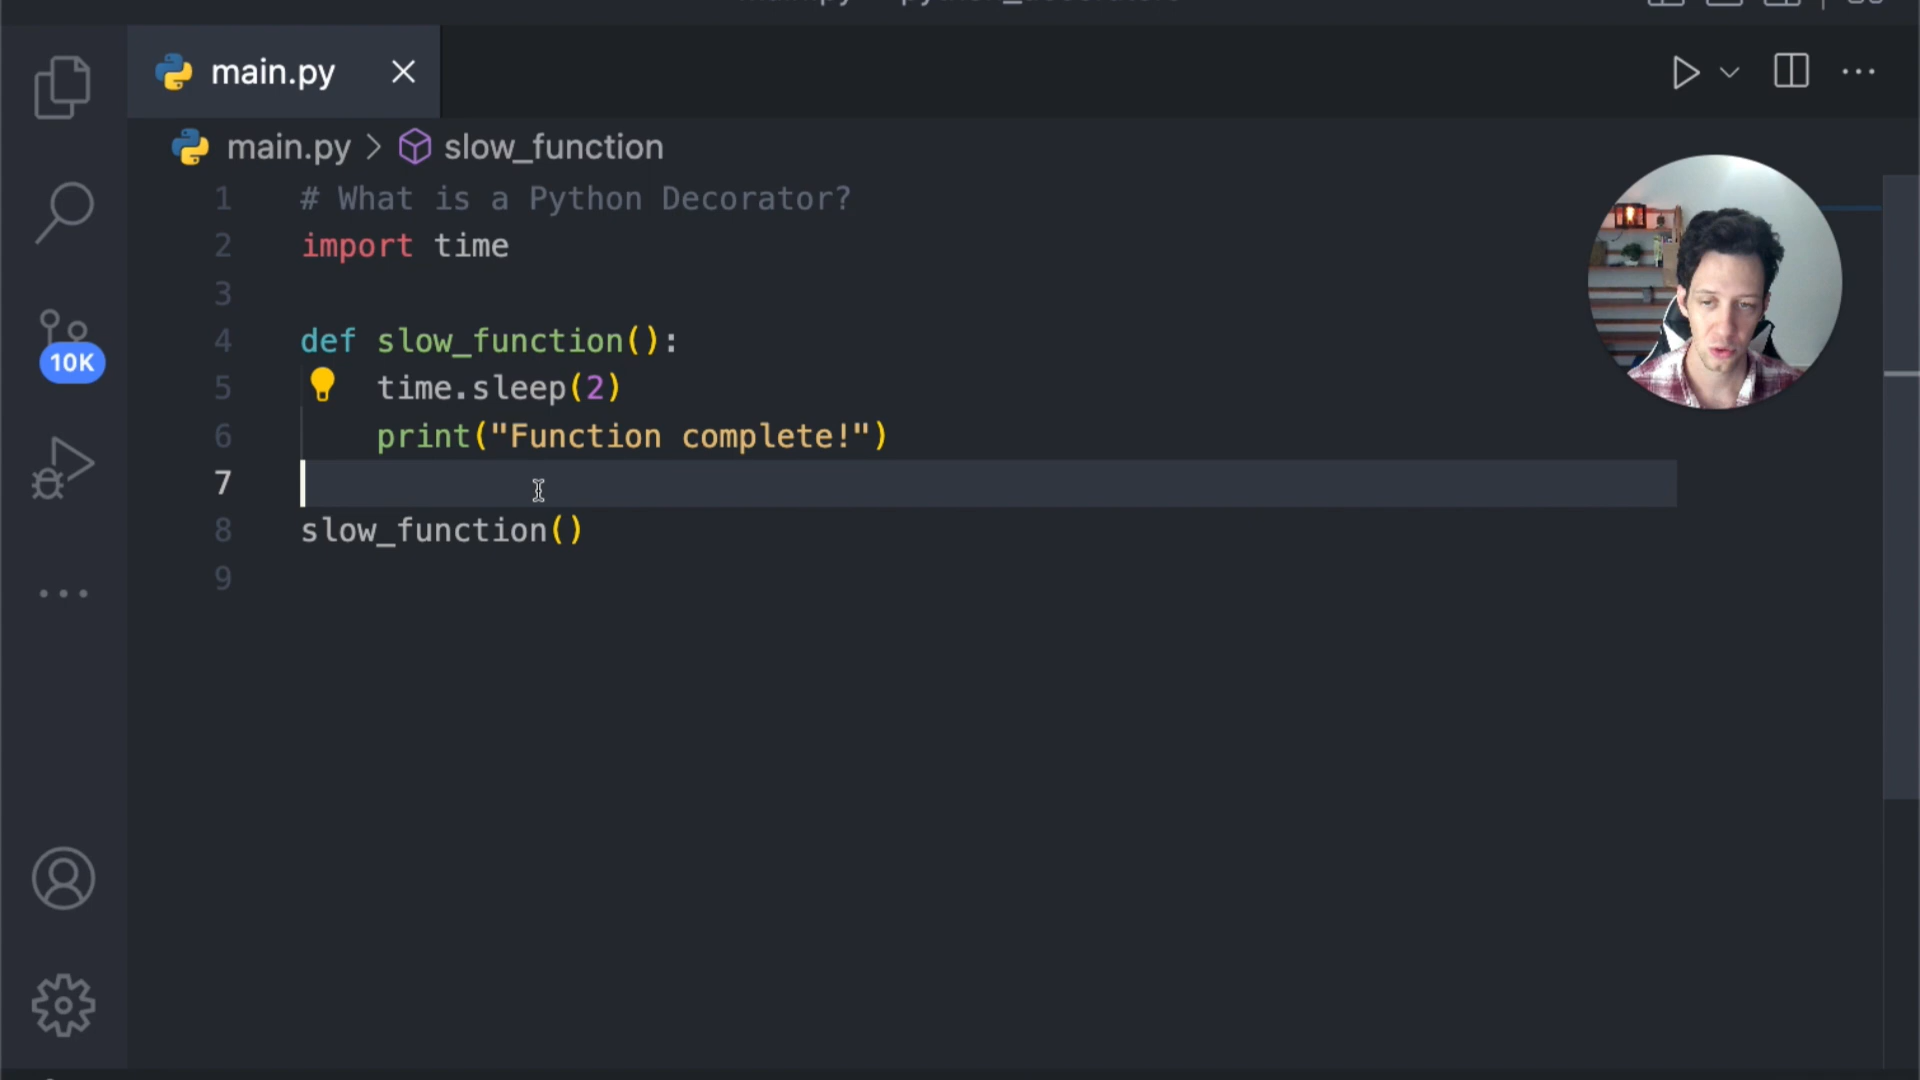 main.py
main.py > slow_function
1 # What is a Python Decorator?
2 import time
3
4 def slow_function():
10K
5 time.sleep(2)
6 print("Function complete!")
7
8 slow_function()
9